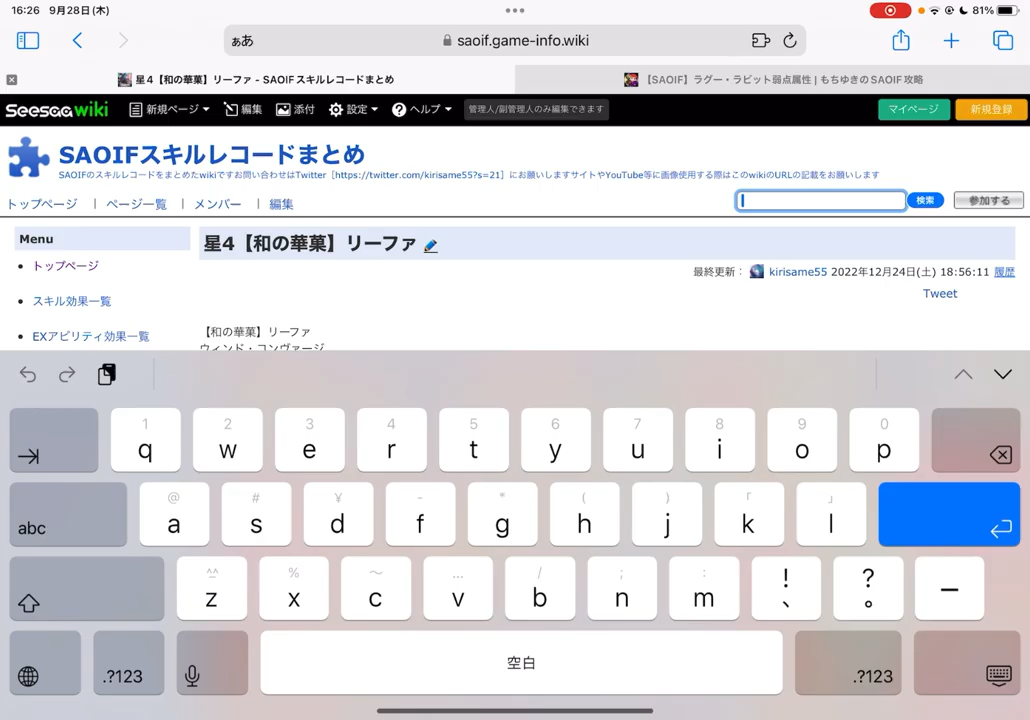 16:26 9月28日(木)
81%
ぁあ
saoif.game-info.wiki
星4【和の華菓】リーファ - SAOIFスキルレコードまとめ
【SAOIF】ラグー・ラビット弱点属性 | もちゆきのSAOIF攻略
Seesaa wiki 新規ページ 編集 添付 設定 ヘルプ 管理人/副管理人のみ編集できます マイページ 新規登録
SAOIFスキルレコードまとめ
SAOIFのスキルレコードをまとめたwikiですお問い合わせはTwitter［https://twitter.com/kirisame55?s=21］にお願いしますサイトやYouTube等に画像使用する際はこのwikiのURLの記載をお願いします
トップページ | ページ一覧 | メンバー | 編集
検索 参加する
Menu
トップページ
スキル効果一覧
EXアビリティ効果一覧
星4【和の華菓】リーファ
最終更新： kirisame55 2022年12月24日(土) 18:56:11 履歴
Tweet
【和の華菓】リーファ
ウィンド・コンヴァージ
1 2 3 4 5 6 7 8 9 0
q w e r t y u i o p
@ # ¥ - * ( ) 「 」
abc a s d f g h j k l
^^ % 〜 … / ; : ! ?
z x c v b n m 、 。 ー
.?123 空白 .?123